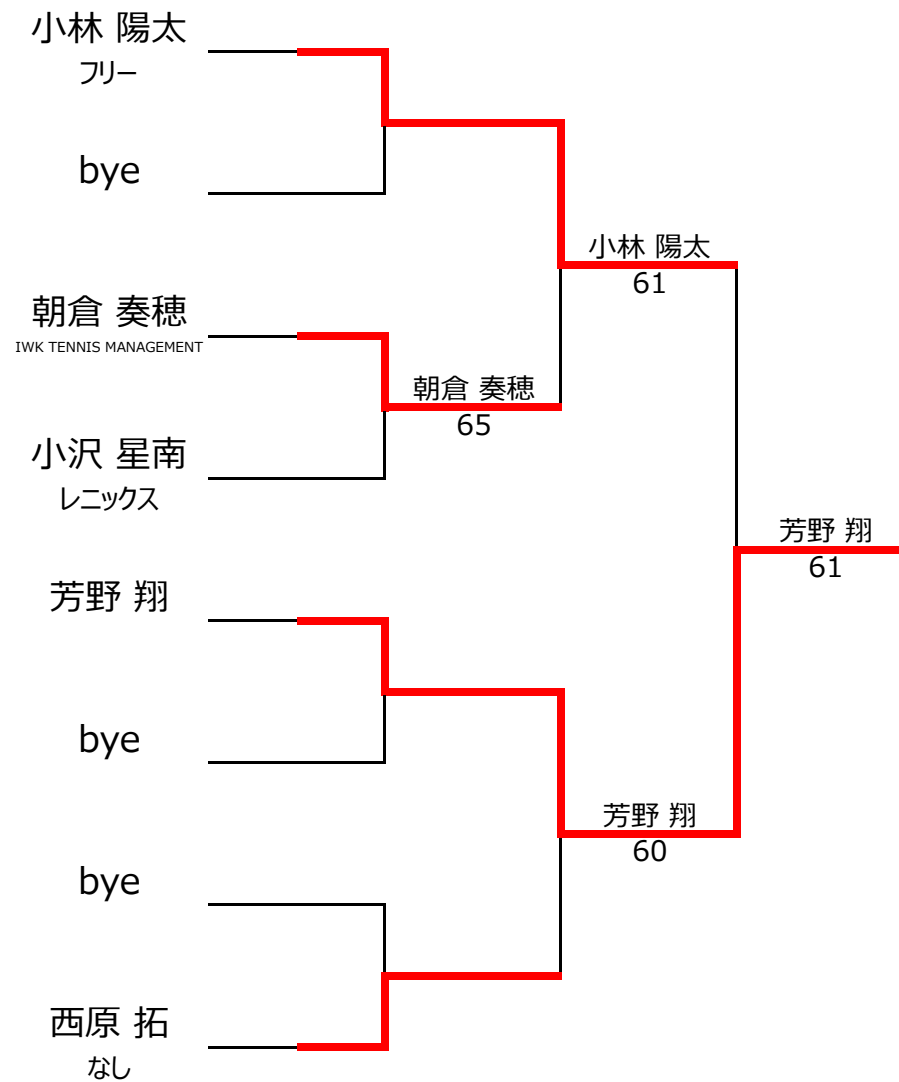 小林 陽太
フリー
bye
朝倉 奏穂
IWK TENNIS MANAGEMENT
小沢 星南
レニックス
芳野 翔
bye
bye
西原 拓
なし
朝倉 奏穂
65
小林 陽太
61
芳野 翔
60
芳野 翔
61